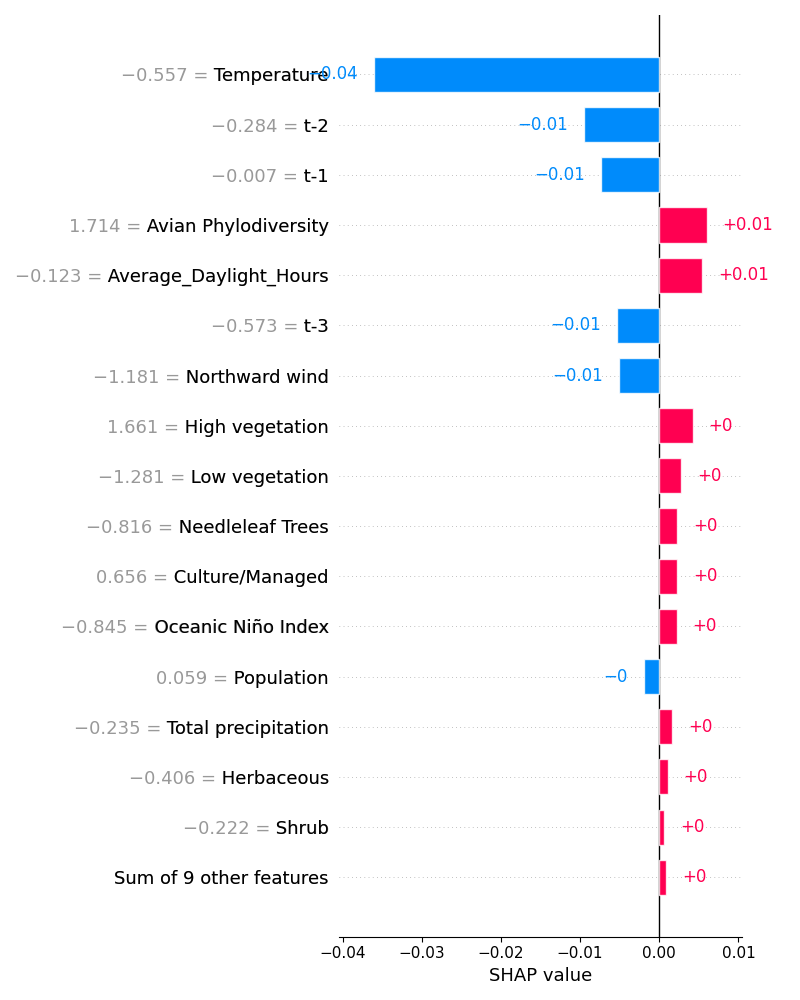 −0.557 = Temperature −0.04
−0.284 = t-2 −0.01
−0.007 = t-1 −0.01
1.714 = Avian Phylodiversity +0.01
−0.123 = Average_Daylight_Hours +0.01
−0.573 = t-3 −0.01
−1.181 = Northward wind −0.01
1.661 = High vegetation +0
−1.281 = Low vegetation +0
−0.816 = Needleleaf Trees +0
0.656 = Culture/Managed +0
−0.845 = Oceanic Niño Index +0
0.059 = Population −0
−0.235 = Total precipitation +0
−0.406 = Herbaceous +0
−0.222 = Shrub +0
Sum of 9 other features +0
−0.04 −0.03 −0.02 −0.01 0.00 0.01
SHAP value